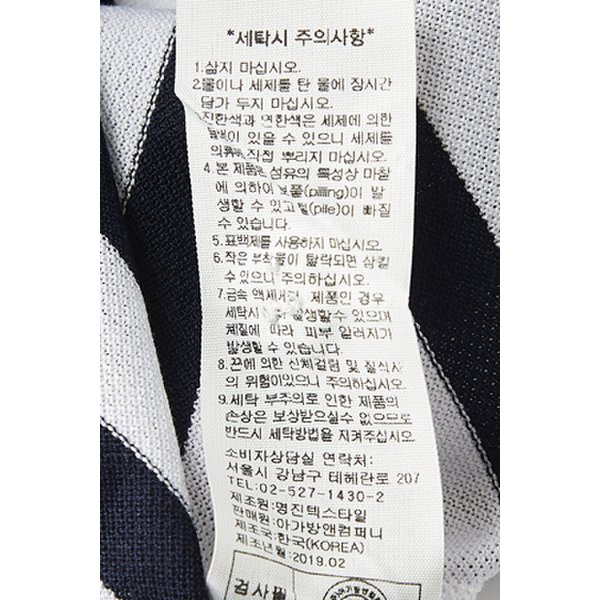 *세탁시 주의사항*
1.삶지 마십시오.
2.물이나 세제를 탄 물에 장시간
담가 두지 마십시오.
진한색과 연한색은 세제에 의한
이 있을 수 있으니 세제를
직접 뿌리지 마십시오.
4.본 제품은 섬유의 특성상 마찰
에 의하여 보풀(pilling)이 발
생할 수 있고 털(pile)이 빠질
수 있습니다.
5.표백제를 사용하지 마십시오.
6.작은 부착물이 탈락되면 삼킬
수 있으니 주의하십시오.
7.금속 액세서리 제품인 경우
세탁시 발생할수 있으며
체질에 따라 피부 알러지가
발생할 수 있습니다.
8.끈에 의한 신체걸림 및 질식사
의 위험이있으니 주의하십시오.
9.세탁 부주의로 인한 제품의
손상은 보상받으실수 없으므로
반드시 세탁방법을 지켜주십시오.
소비자상담실 연락처:
서울시 강남구 테헤란로 207
TEL:02-527-1430-2
제조원:명진텍스타일
판매원:아가방앤컴퍼니
제조국:한국(KOREA)
제조년월:2019.02
검사필